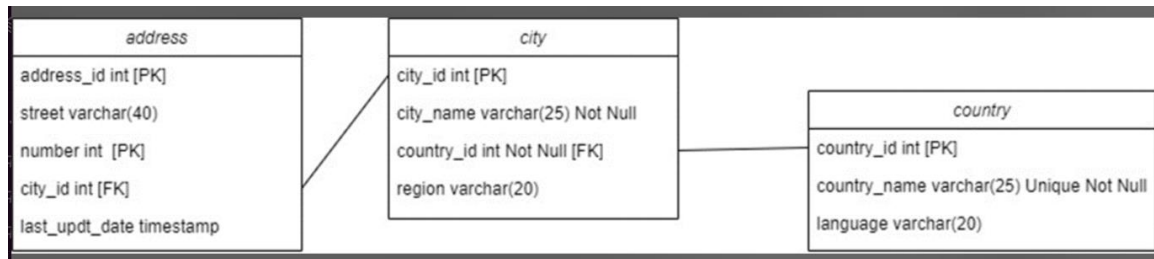 address
address_id int [PK]
street varchar(40)
number int [PK]
city_id int [FK]
last_updt_date timestamp
city
city_id int [PK]
city_name varchar(25) Not Null
country_id int Not Null [FK]
region varchar(20)
country
country_id int [PK]
country_name varchar(25) Unique Not Null
language varchar(20)